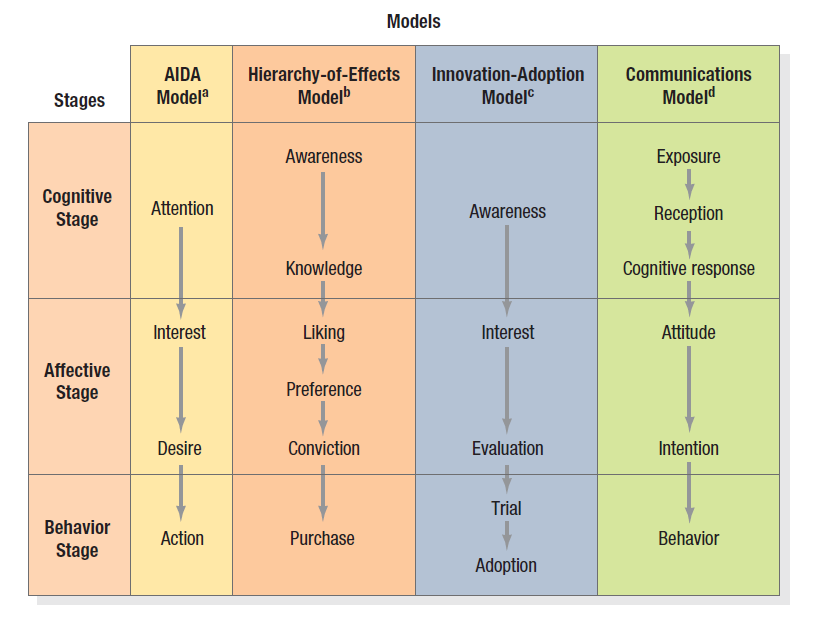 Models
Stages
AIDA
Modelᵃ
Hierarchy-of-Effects
Modelᵇ
Innovation-Adoption
Modelᶜ
Communications
Modelᵈ
Cognitive
Stage
Attention
Awareness
Knowledge
Awareness
Exposure
Reception
Cognitive response
Affective
Stage
Interest
Desire
Liking
Preference
Conviction
Interest
Evaluation
Attitude
Intention
Behavior
Stage
Action
Purchase
Trial
Adoption
Behavior